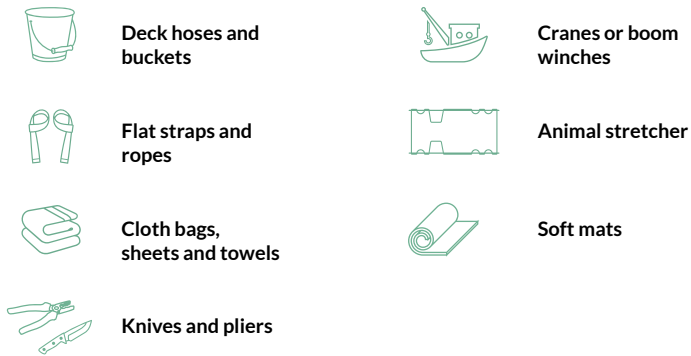 Deck hoses and
buckets
Flat straps and
ropes
Cloth bags,
sheets and towels
Knives and pliers
Cranes or boom
winches
Animal stretcher
Soft mats